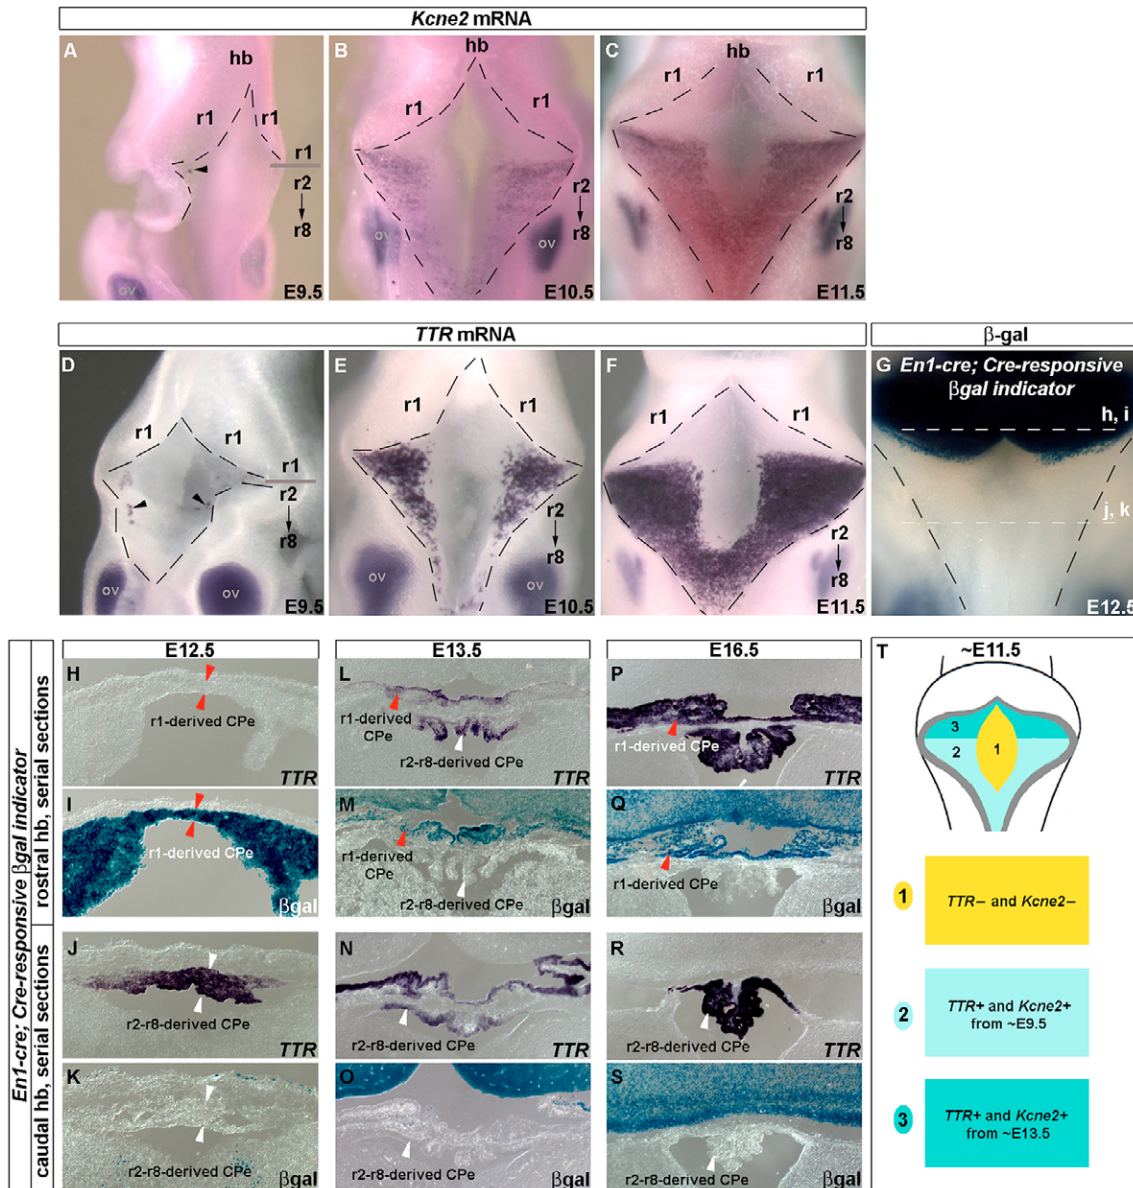 Kcne2 mRNA
A
hb
r1
r1
r1
r2
r8
ov
E9.5
B
hb
r1
r1
r2
r8
ov
ov
E10.5
C
hb
r1
r1
r2
r8
E11.5
TTR mRNA
β-gal
D
r1
r1
r1
r2
r8
ov
ov
E9.5
E
r1
r1
r2
r8
ov
ov
E10.5
F
r1
r1
r2
r8
E11.5
G
En1-cre; Cre-responsive
βgal indicator
h, i
j, k
E12.5
En1-cre; Cre-responsive βgal indicator
rostral hb, serial sections
caudal hb, serial sections
E12.5
E13.5
E16.5
H
r1-derived CPe
TTR
L
r1-derived
CPe
r2-r8-derived CPe
TTR
P
r1-derived CPe
TTR
I
r1-derived CPe
βgal
M
r1-derived
CPe
r2-r8-derived CPe
βgal
Q
r1-derived CPe
βgal
J
r2-r8-derived CPe
TTR
N
r2-r8-derived CPe
TTR
R
r2-r8-derived CPe
TTR
K
r2-r8-derived CPe
βgal
O
r2-r8-derived CPe
βgal
S
r2-r8-derived CPe
βgal
T
~E11.5
3
2
1
1
TTR– and Kcne2–
2
TTR+ and Kcne2+
from ~E9.5
3
TTR+ and Kcne2+
from ~E13.5